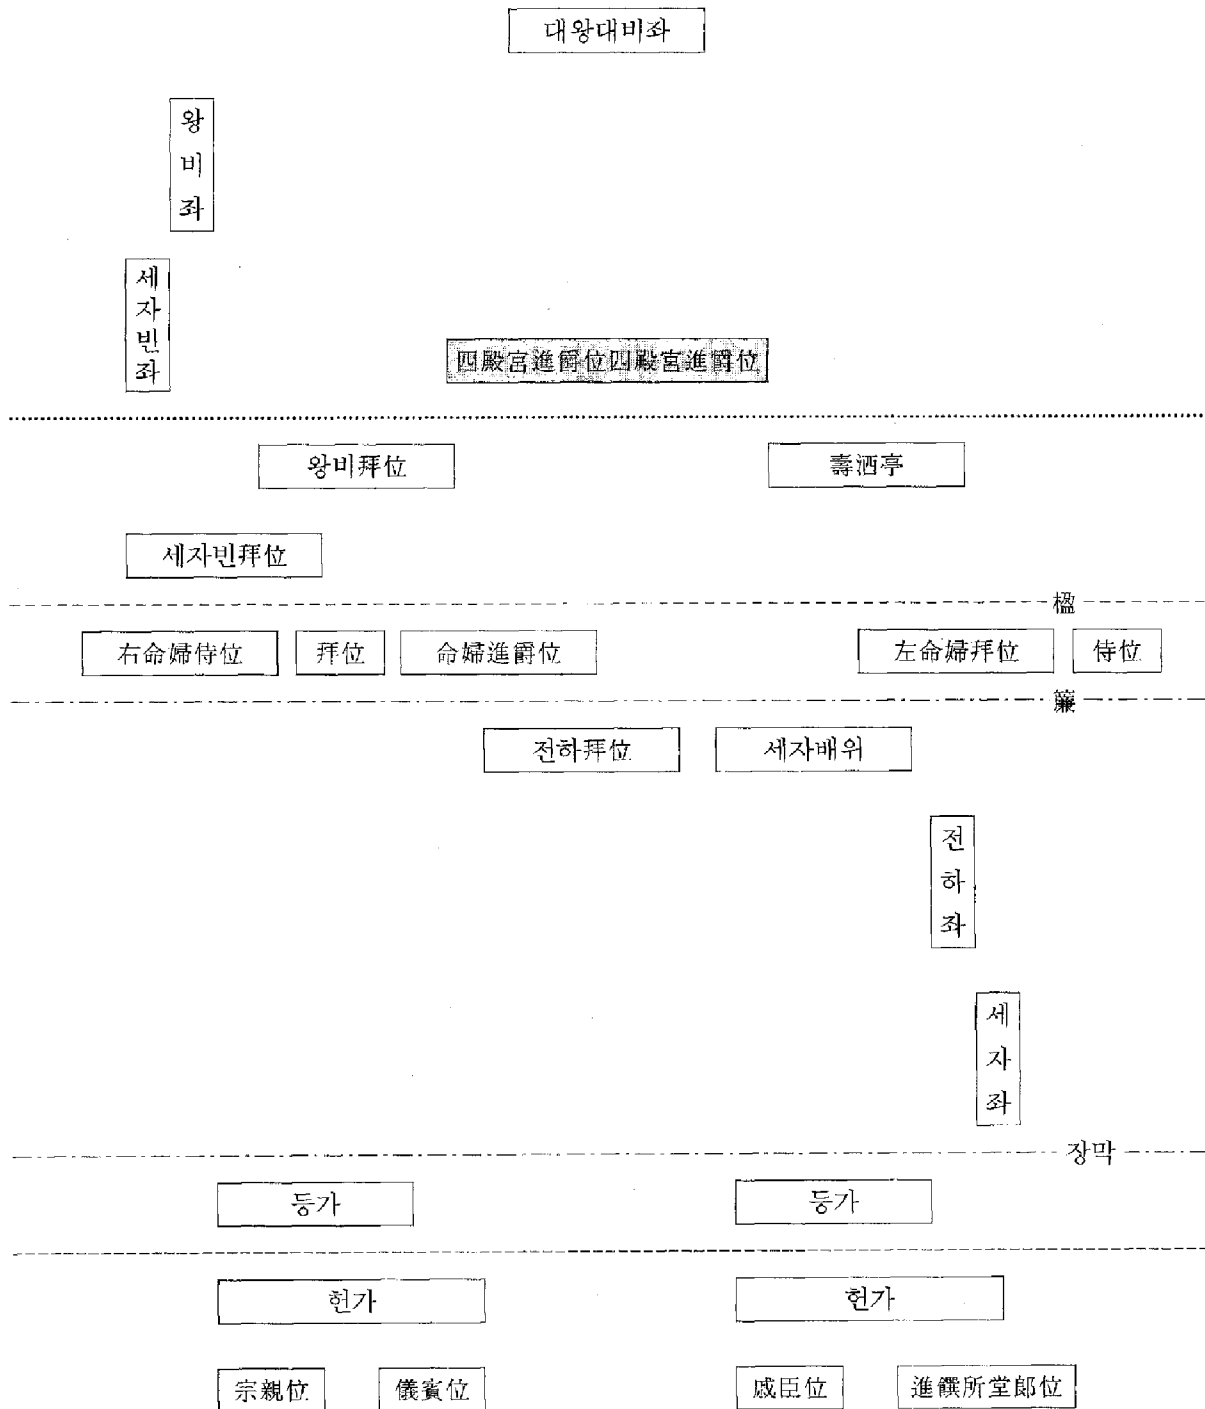 대왕대비좌
왕비좌
세자빈좌
四殿宮進爵位四殿宮進爵位
왕비拜位
壽酒亭
세자빈拜位
楹
右命婦侍位
拜位
命婦進爵位
左命婦拜位
侍位
簾
전하拜位
세자배위
전하좌
세자좌
장막
등가
등가
헌가
헌가
宗親位
儀賓位
戚臣位
進饌所堂郞位